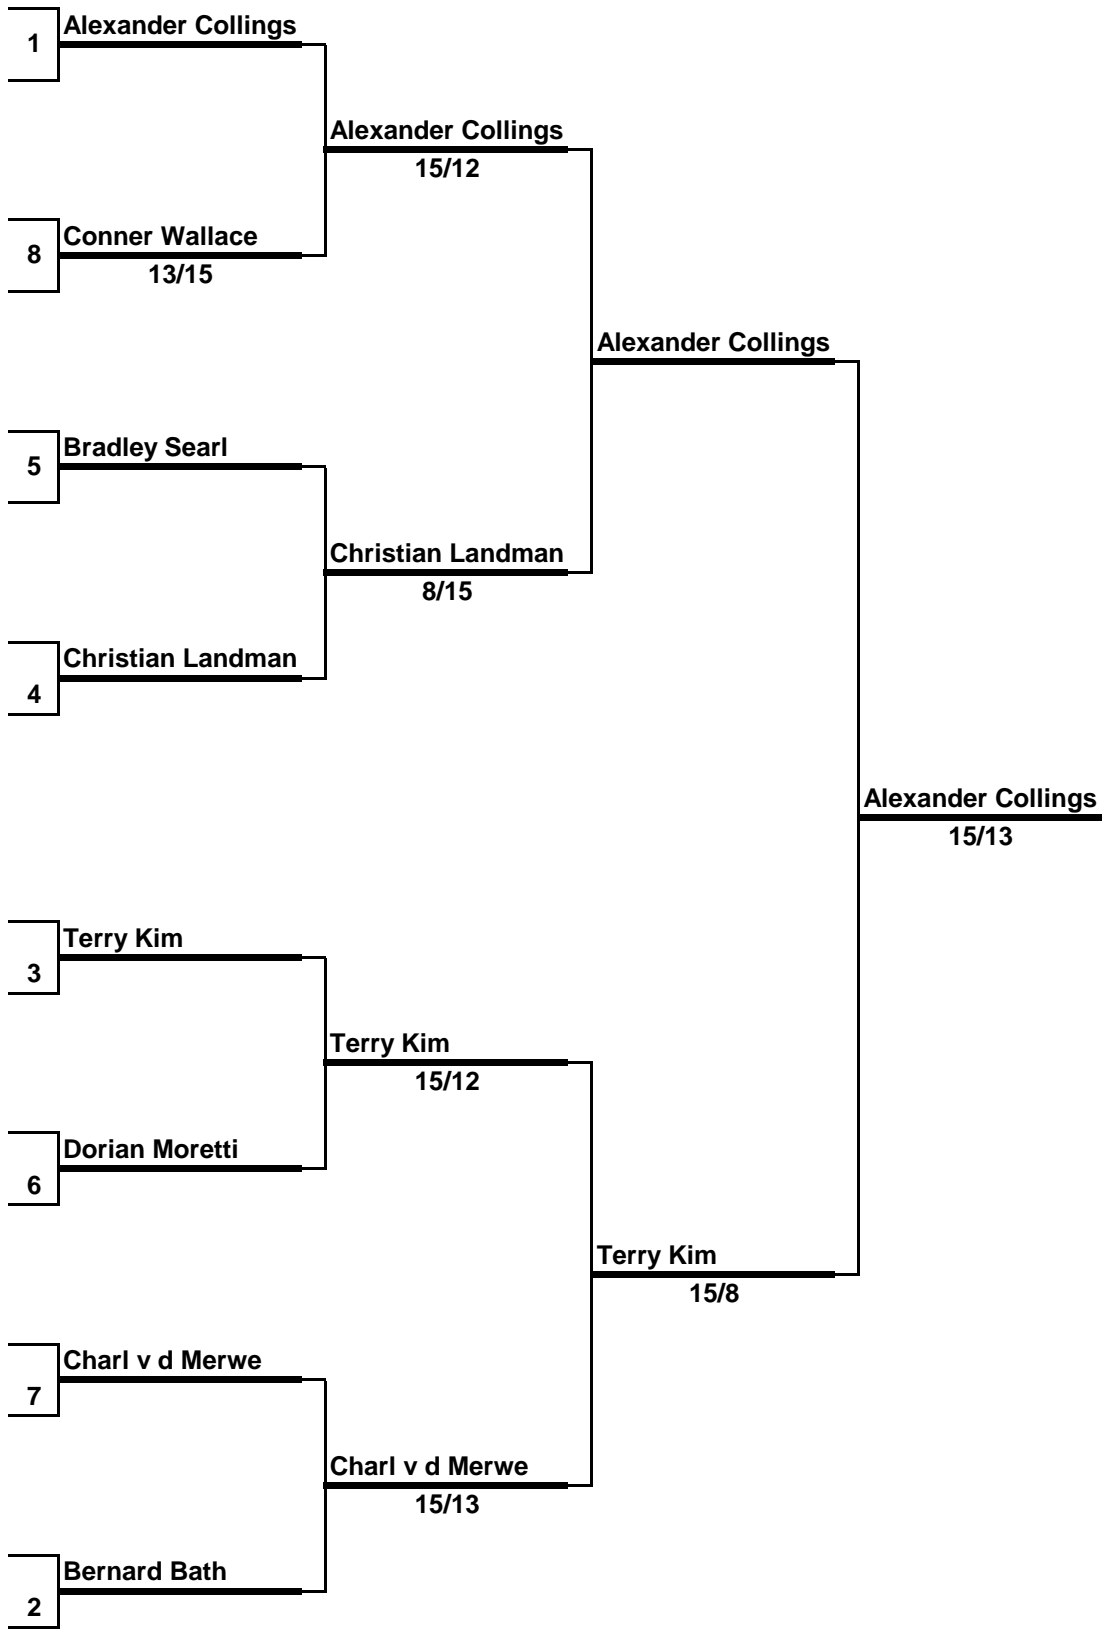 Alexander Collings
1
Alexander Collings
15/12
Conner Wallace
8
13/15
Alexander Collings
Bradley Searl
5
Christian Landman
8/15
Christian Landman
4
Alexander Collings
15/13
Terry Kim
3
Terry Kim
15/12
Dorian Moretti
6
Terry Kim
15/8
Charl v d Merwe
7
Charl v d Merwe
15/13
Bernard Bath
2